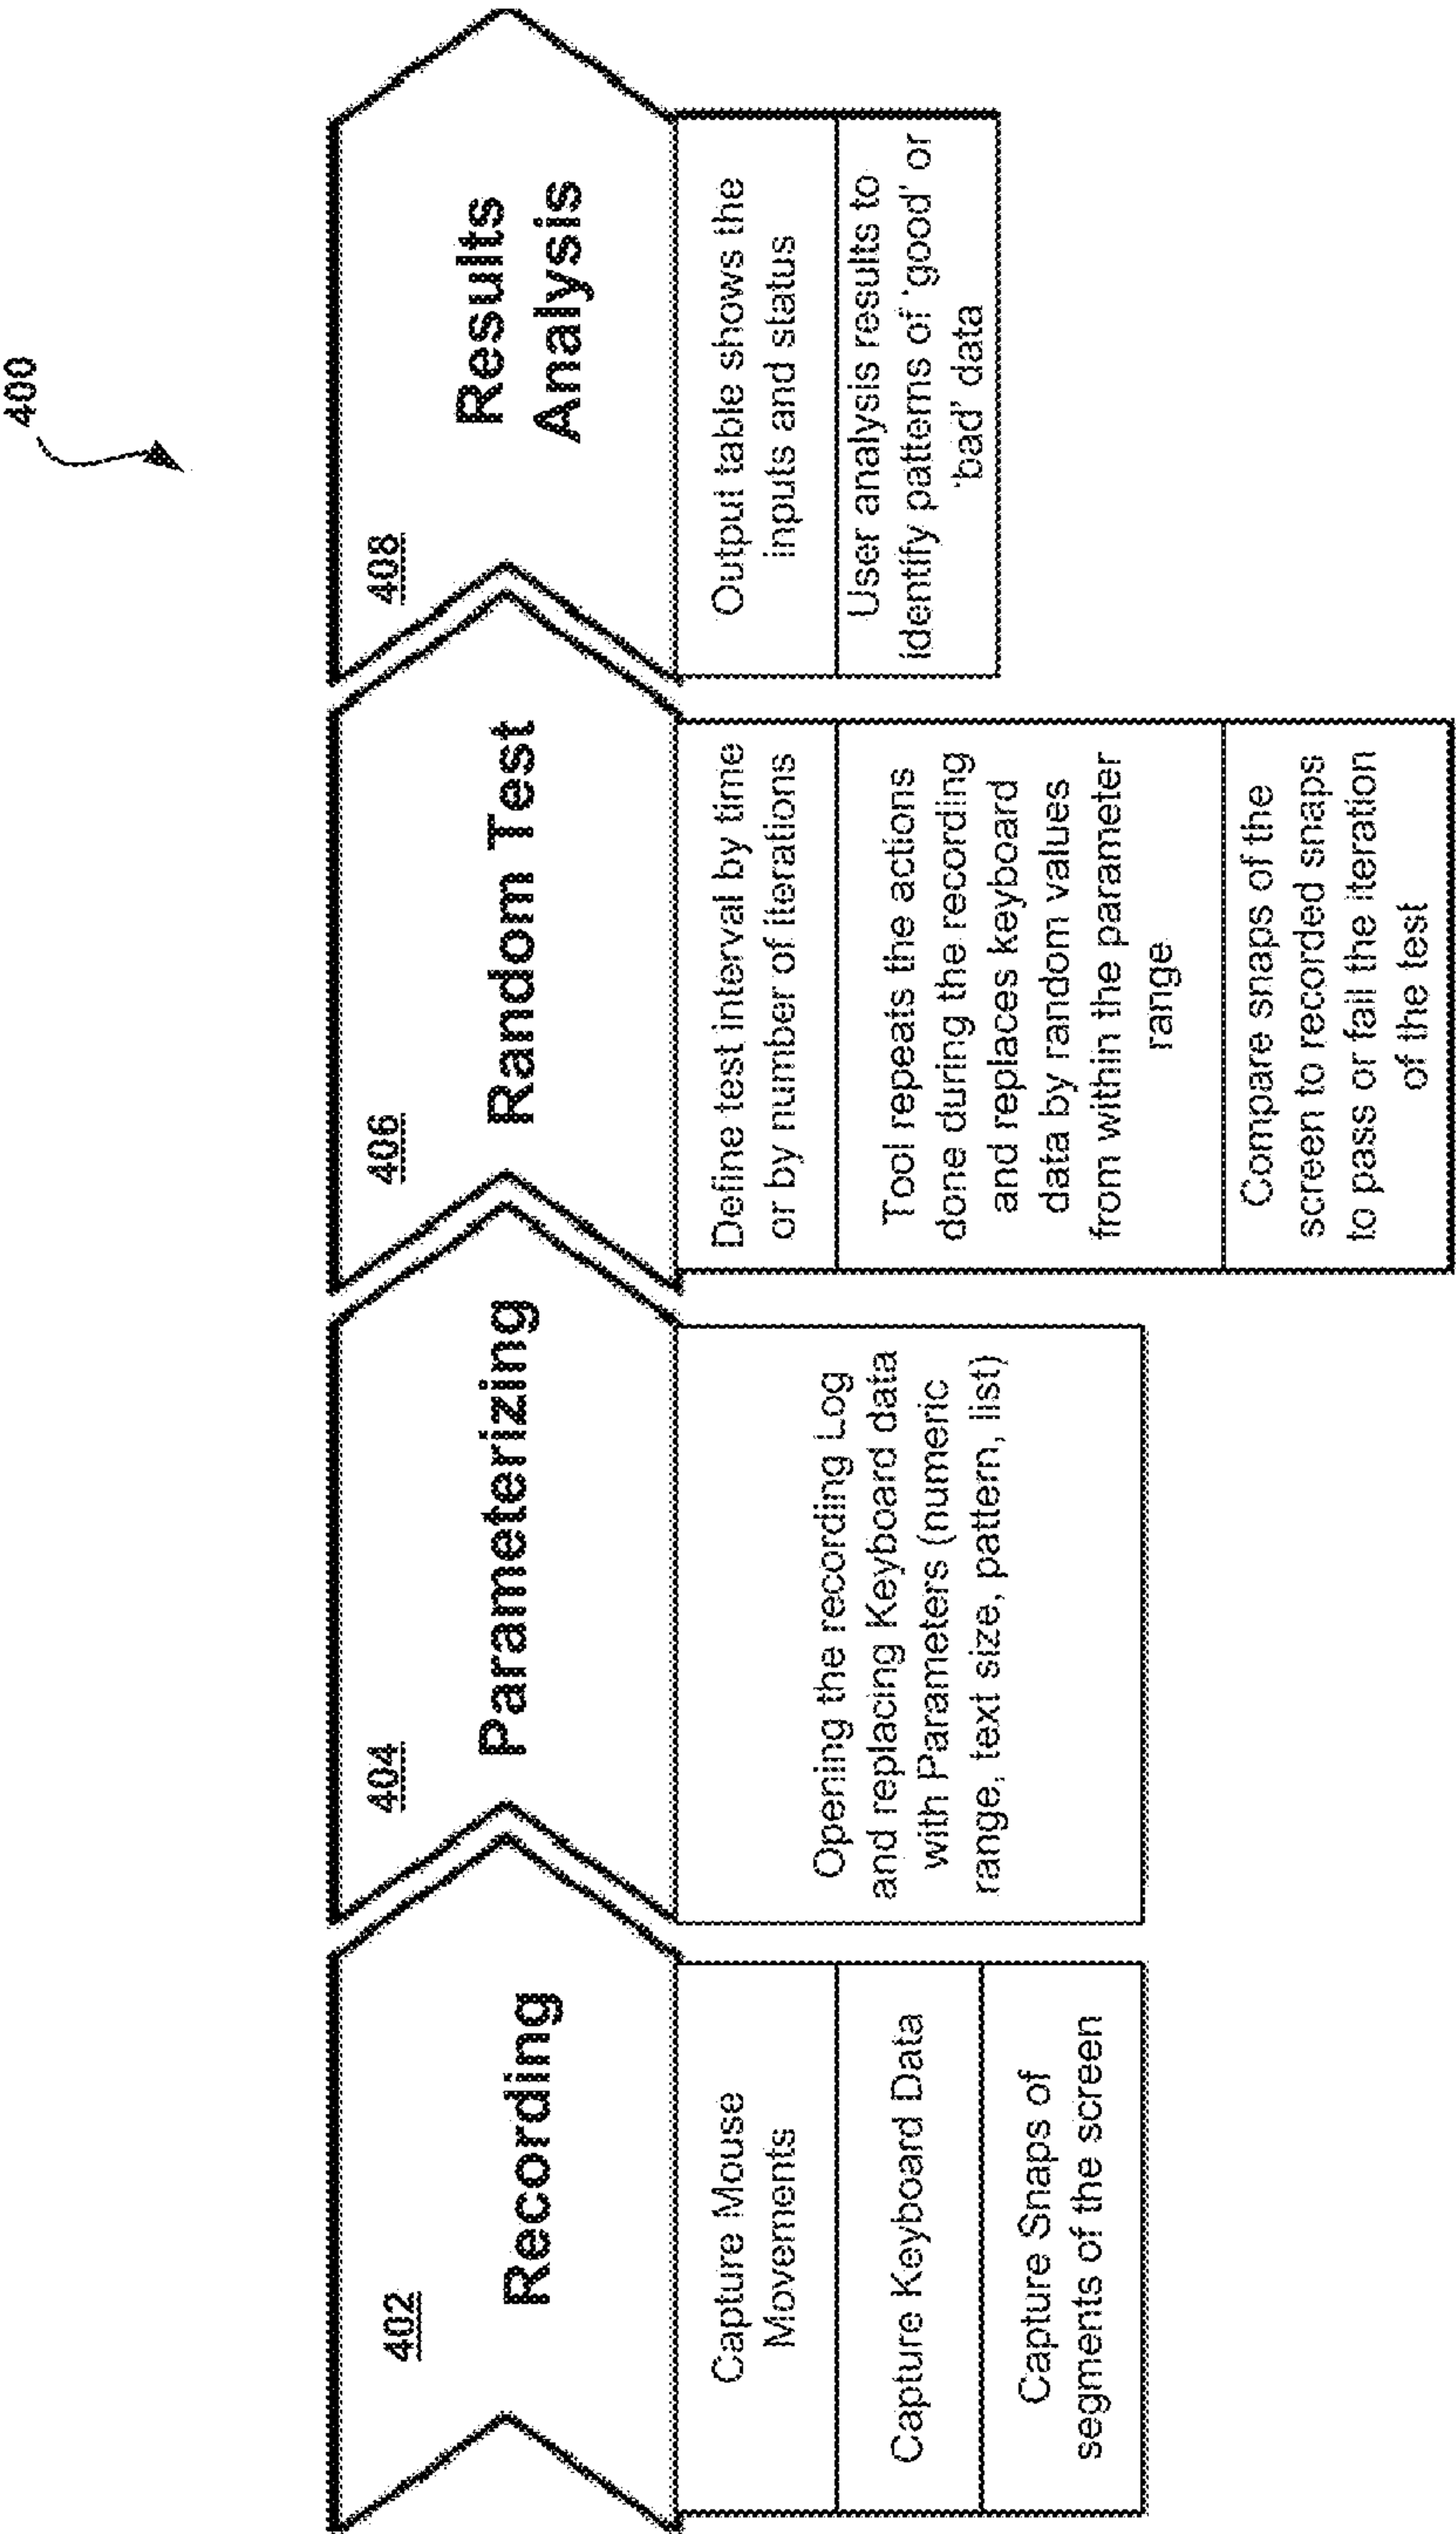 400
402
Recording
Capture Mouse
Movements
Capture Keyboard Data
Capture Snaps of
segments of the screen
404
Parameterizing
Opening the recording Log
and replacing Keyboard data
with Parameters (numeric
range, text size, pattern, list)
406
Random Test
Define test interval by time
or by number of iterations
Tool repeats the actions
done during the recording
and replaces keyboard
data by random values
from within the parameter
range
Compare snaps of the
screen to recorded snaps
to pass or fail the iteration
of the test
408
Results
Analysis
Output table shows the
inputs and status
User analysis results to
identify patterns of 'good' or
'bad' data